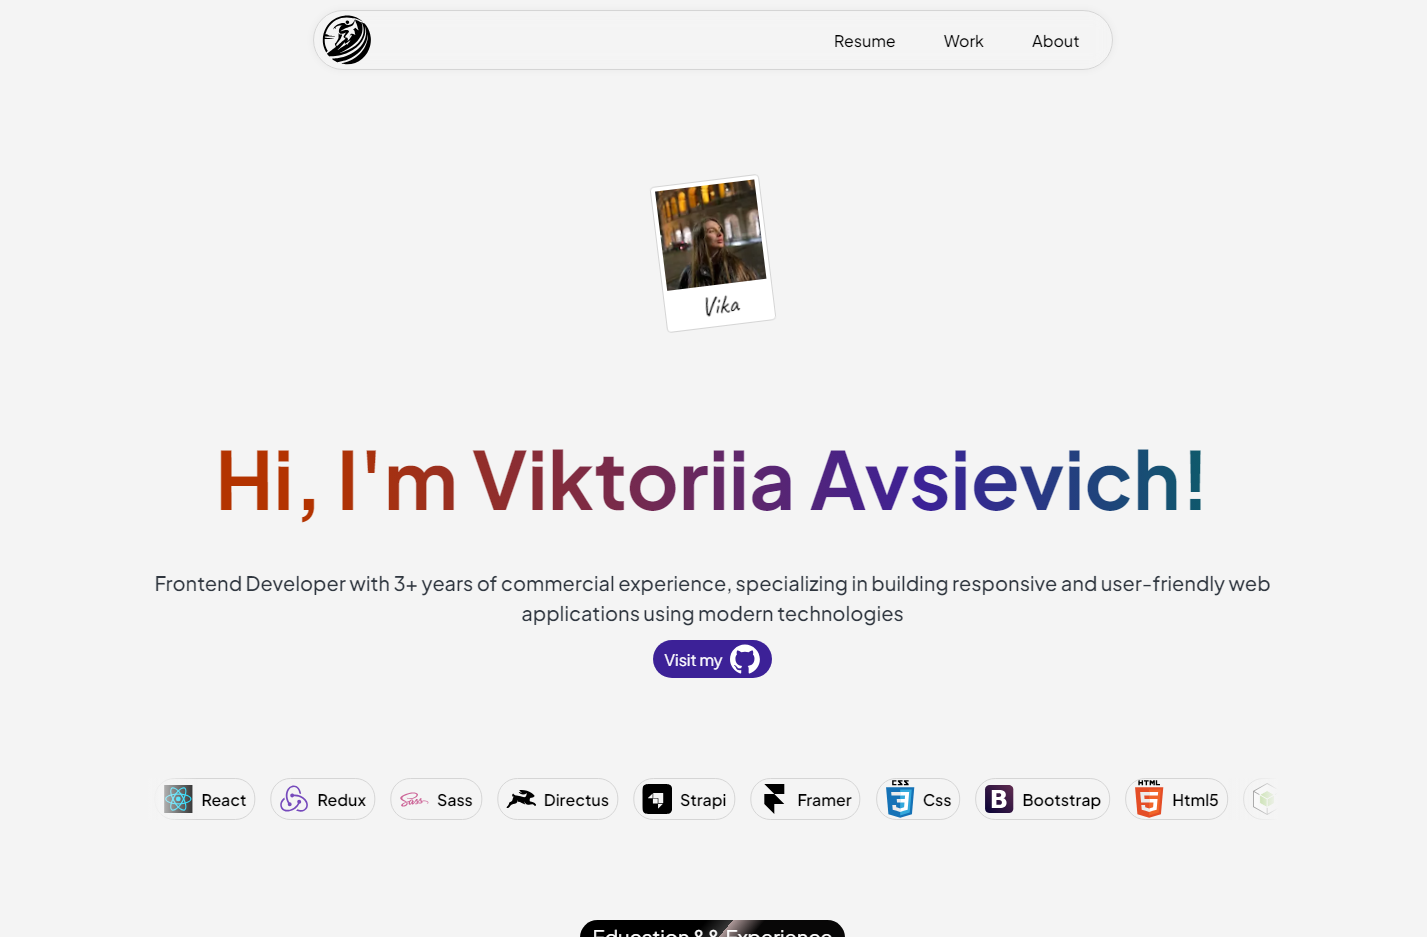 Resume Work About
Vika
Hi, I'm Viktoriia Avsievich!
Frontend Developer with 3+ years of commercial experience, specializing in building responsive and user-friendly web
applications using modern technologies
Visit my
React Redux Sass Directus Strapi Framer CSS Css Bootstrap HTML Html5
Education && Experience